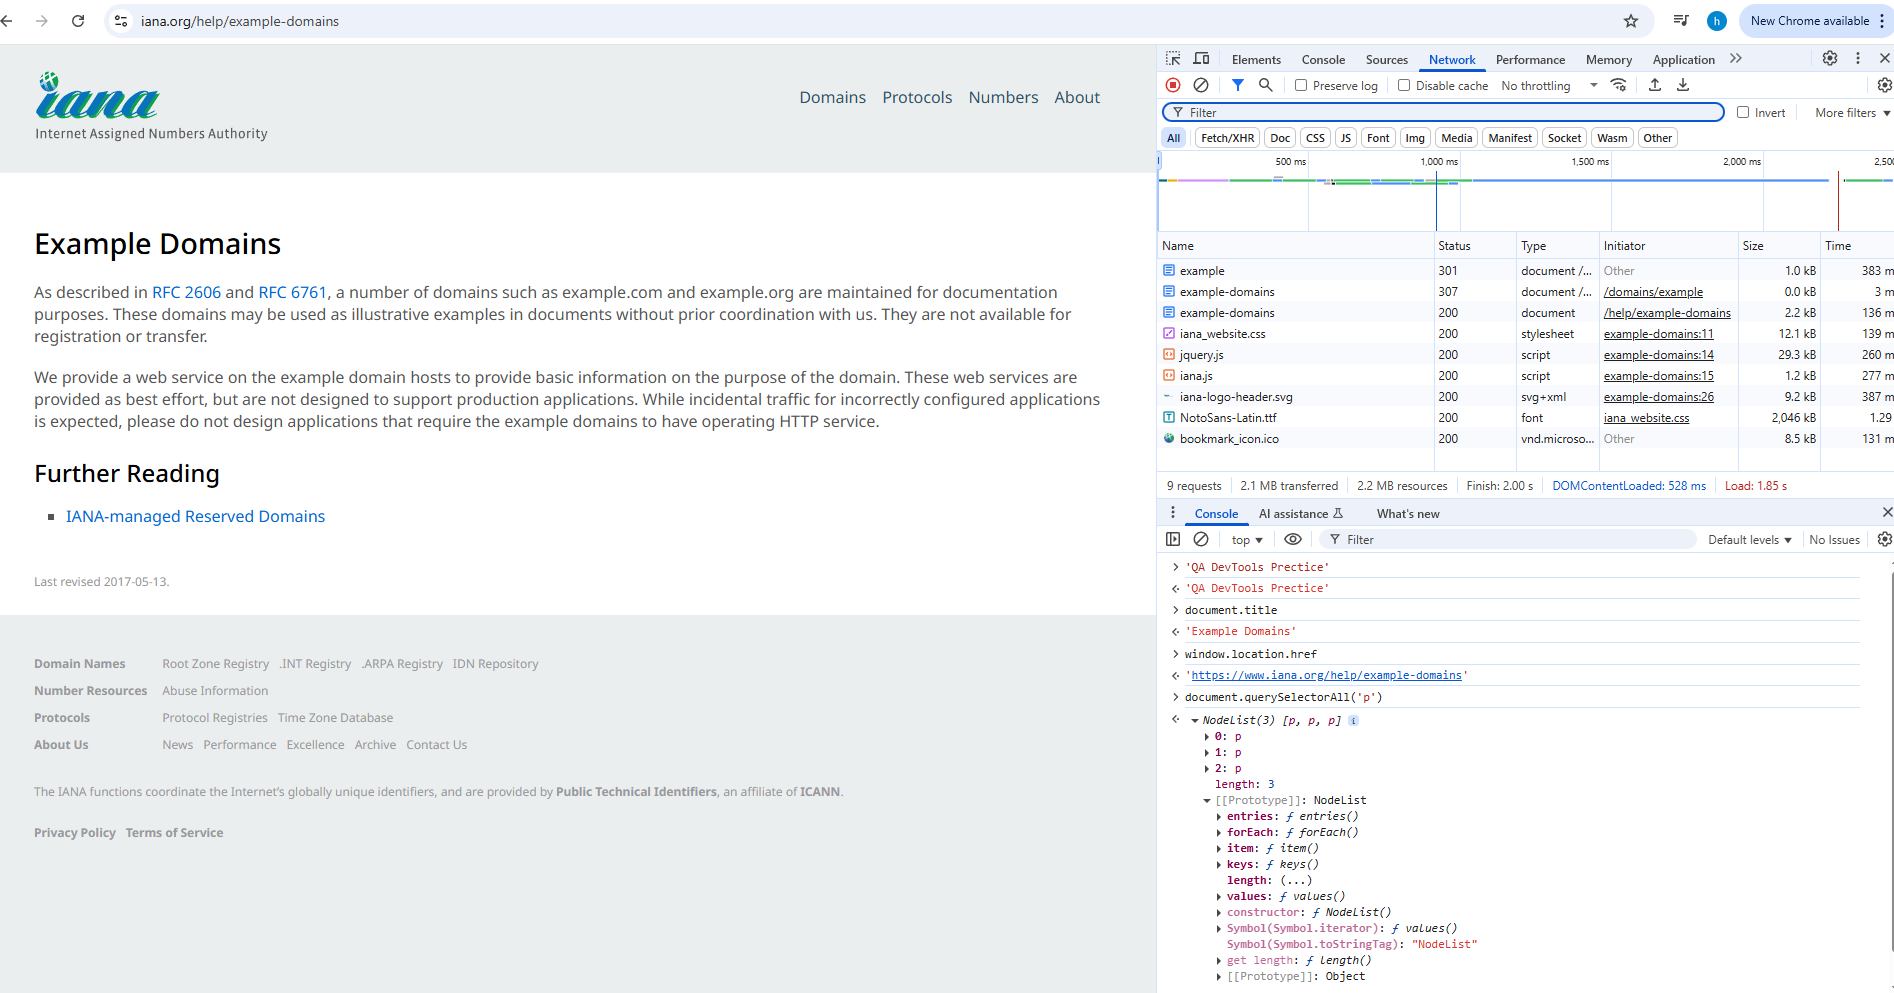 iana.org/help/example-domains
h
New Chrome available
iana
Internet Assigned Numbers Authority
Domains Protocols Numbers About
Example Domains
As described in RFC 2606 and RFC 6761, a number of domains such as example.com and example.org are maintained for documentation
purposes. These domains may be used as illustrative examples in documents without prior coordination with us. They are not available for
registration or transfer.
We provide a web service on the example domain hosts to provide basic information on the purpose of the domain. These web services are
provided as best effort, but are not designed to support production applications. While incidental traffic for incorrectly configured applications
is expected, please do not design applications that require the example domains to have operating HTTP service.
Further Reading
IANA-managed Reserved Domains
Last revised 2017-05-13.
Domain Names Root Zone Registry .INT Registry .ARPA Registry IDN Repository
Number Resources Abuse Information
Protocols Protocol Registries Time Zone Database
About Us News Performance Excellence Archive Contact Us
The IANA functions coordinate the Internet's globally unique identifiers, and are provided by Public Technical Identifiers, an affiliate of ICANN.
Privacy Policy Terms of Service
Elements Console Sources Network Performance Memory Application
Preserve log Disable cache No throttling
Filter Invert More filters
All Fetch/XHR Doc CSS JS Font Img Media Manifest Socket Wasm Other
500 ms 1,000 ms 1,500 ms 2,000 ms 2,50
Name Status Type Initiator Size Time
example 301 document /... Other 1.0 kB 383 m
example-domains 307 document /... /domains/example 0.0 kB 3 m
example-domains 200 document /help/example-domains 2.2 kB 136 m
iana_website.css 200 stylesheet example-domains:11 12.1 kB 139 m
jquery.js 200 script example-domains:14 29.3 kB 260 m
iana.js 200 script example-domains:15 1.2 kB 277 m
iana-logo-header.svg 200 svg+xml example-domains:26 9.2 kB 387 m
NotoSans-Latin.ttf 200 font iana_website.css 2,046 kB 1.29
bookmark_icon.ico 200 vnd.microso... Other 8.5 kB 131 m
9 requests 2.1 MB transferred 2.2 MB resources Finish: 2.00 s DOMContentLoaded: 528 ms Load: 1.85 s
Console AI assistance What's new
top Filter Default levels No Issues
'QA DevTools Prectice'
'QA DevTools Prectice'
document.title
'Example Domains'
window.location.href
'https://www.iana.org/help/example-domains'
document.querySelectorAll('p')
NodeList(3) [p, p, p] i
0: p
1: p
2: p
length: 3
[[Prototype]]: NodeList
entries: ƒ entries()
forEach: ƒ forEach()
item: ƒ item()
keys: ƒ keys()
length: (...)
values: ƒ values()
constructor: ƒ NodeList()
Symbol(Symbol.iterator): ƒ values()
Symbol(Symbol.toStringTag): "NodeList"
get length: ƒ length()
[[Prototype]]: Object